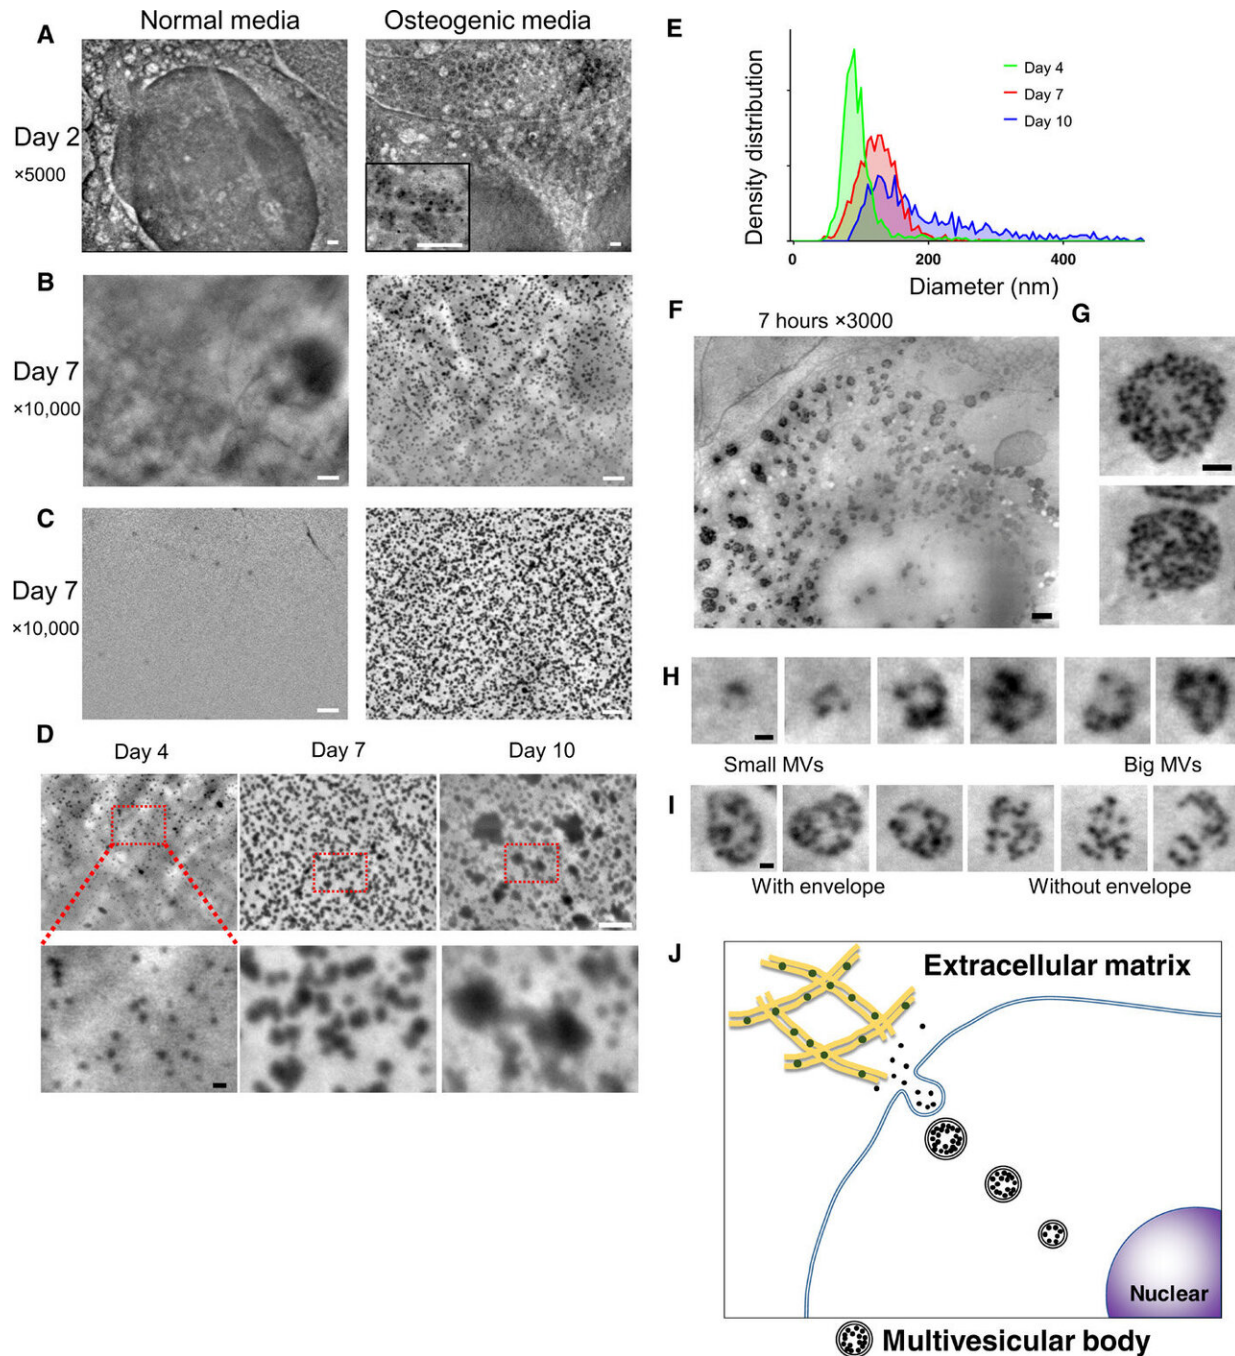 Normal media
Osteogenic media
A
Day 2
×5000
B
Day 7
×10,000
C
Day 7
×10,000
D
Day 4
Day 7
Day 10
E
Density distribution
Day 4
Day 7
Day 10
0
200
400
Diameter (nm)
F
7 hours ×3000
G
H
Small MVs
Big MVs
I
With envelope
Without envelope
J
Extracellular matrix
Nuclear
Multivesicular body